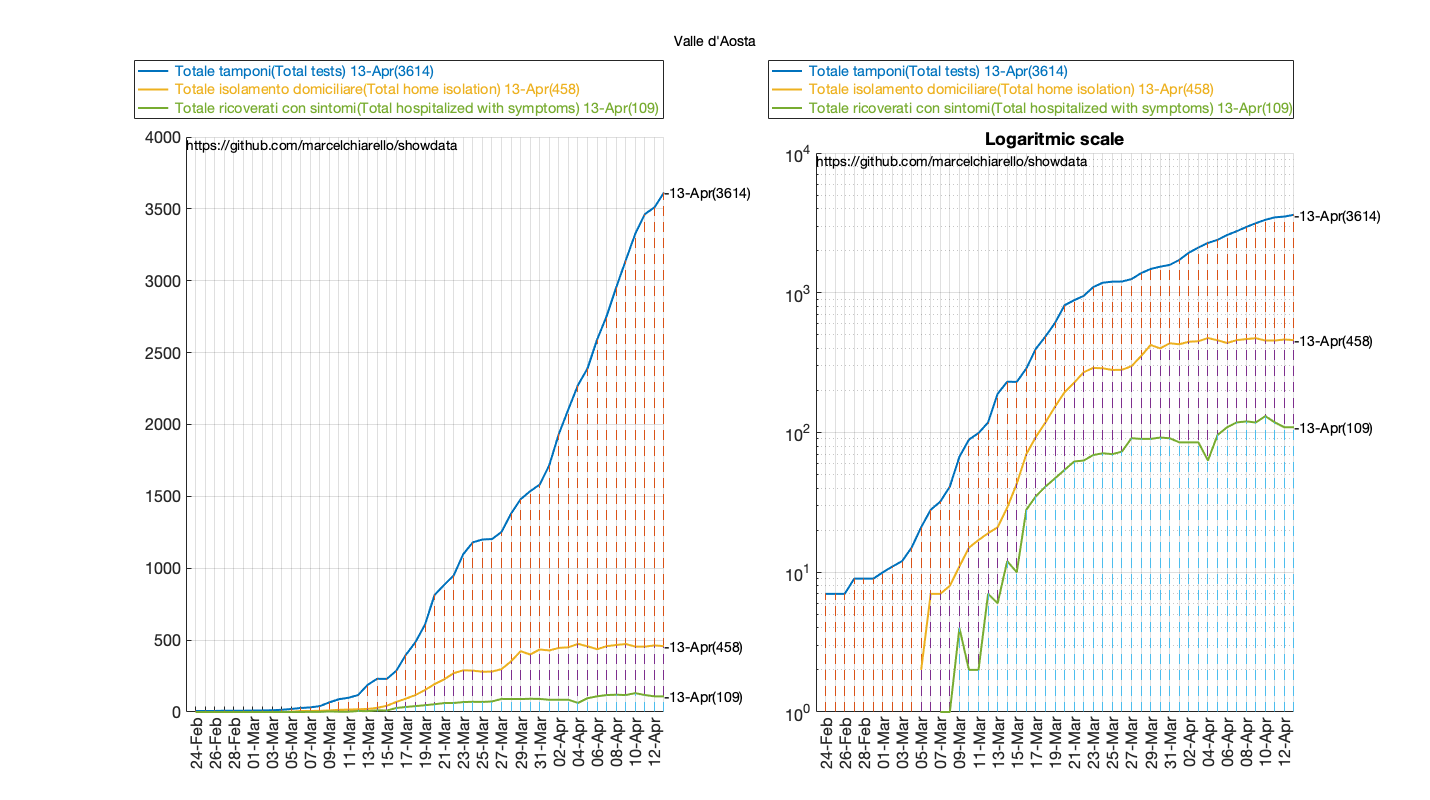 Valle d'Aosta
Totale tamponi(Total tests) 13-Apr(3614)
Totale isolamento domiciliare(Total home isolation) 13-Apr(458)
Totale ricoverati con sintomi(Total hospitalized with symptoms) 13-Apr(109)
4000
https://github.com/marcelchiarello/showdata
3500
3000
2500
2000
1500
1000
500
0
-13-Apr(3614)
-13-Apr(458)
-13-Apr(109)
24-Feb
26-Feb
28-Feb
01-Mar
03-Mar
05-Mar
07-Mar
09-Mar
11-Mar
13-Mar
15-Mar
17-Mar
19-Mar
21-Mar
23-Mar
25-Mar
27-Mar
29-Mar
31-Mar
02-Apr
04-Apr
06-Apr
08-Apr
10-Apr
12-Apr
Totale tamponi(Total tests) 13-Apr(3614)
Totale isolamento domiciliare(Total home isolation) 13-Apr(458)
Totale ricoverati con sintomi(Total hospitalized with symptoms) 13-Apr(109)
Logaritmic scale
10^4
https://github.com/marcelchiarello/showdata
10^3
10^2
10^1
10^0
-13-Apr(3614)
-13-Apr(458)
-13-Apr(109)
24-Feb
26-Feb
28-Feb
01-Mar
03-Mar
05-Mar
07-Mar
09-Mar
11-Mar
13-Mar
15-Mar
17-Mar
19-Mar
21-Mar
23-Mar
25-Mar
27-Mar
29-Mar
31-Mar
02-Apr
04-Apr
06-Apr
08-Apr
10-Apr
12-Apr